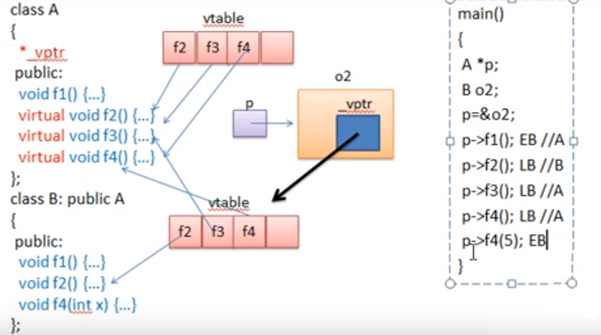 class A
{
* _vptr
public:
void f1() {...}
virtual void f2() {...}
virtual void f3() {...}
virtual void f4() {...}
};
class B: public A
{
public:
void f1() {...}
void f2() {...}
void f4(int x) {...}
};
vtable
f2 f3 f4
p
o2
_vptr
vtable
f2 f3 f4
main()
{
A *p;
B o2;
p=&o2;
p->f1(); EB //A
p->f2(); LB //B
p->f3(); LB //A
p->f4(); LB //A
p->f4(5); EB
}